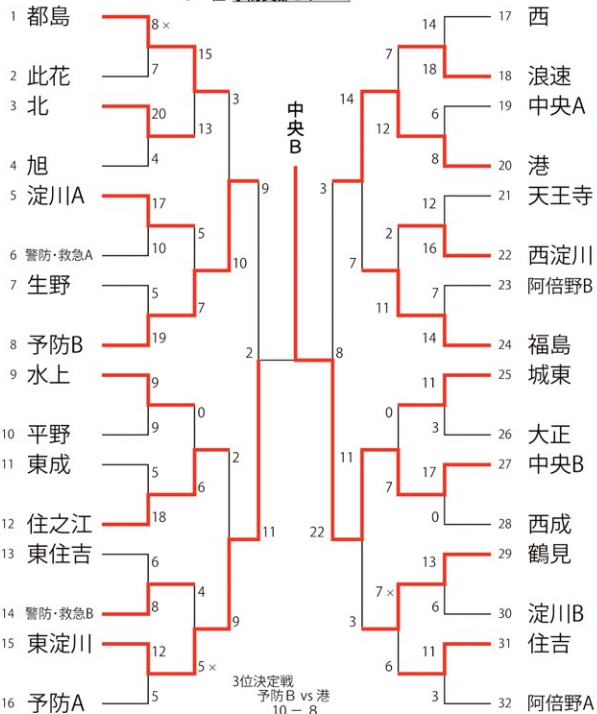 1 都島
8×
7
2 此花
15
3 北
20
13
4 旭
4
3
5 淀川A
17
5
6 警防・救急A
10
9
10
7 生野
5
7
8 予防B
19
2
9 水上
9
0
10 平野
9
2
11 東成
5
6
12 住之江
18
11
13 東住吉
6
4
14 警防・救急B
8
9
15 東淀川
12
5×
16 予防A
5
中央B
3位決定戦
予防B vs 港
10 − 8
14
17 西
7
18
18 浪速
14
6
19 中央A
12
8
20 港
3
12
21 天王寺
2
16
22 西淀川
7
7
23 阿倍野B
11
14
24 福島
8
11
25 城東
0
3
26 大正
11
17
27 中央B
7
0
28 西成
22
13
29 鶴見
7×
6
30 淀川B
3
11
31 住吉
6
3
32 阿倍野A